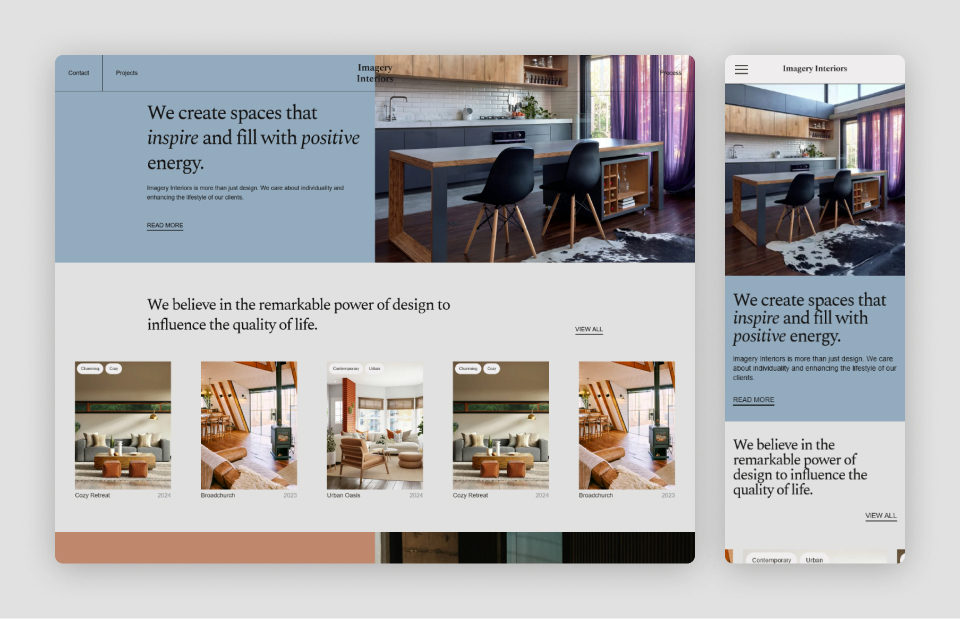 Contact
Projects
Imagery
Interiors
Process
We create spaces that
inspire and fill with positive
energy.
Imagery Interiors is more than just design. We care about individuality and
enhancing the lifestyle of our clients.
READ MORE
We believe in the remarkable power of design to
influence the quality of life.
VIEW ALL
Charming
Cozy
Contemporary
Urban
Charming
Cozy
Cozy Retreat
2024
Broadchurch
2023
Urban Oasis
2024
Cozy Retreat
2024
Broadchurch
2023
Imagery Interiors
We create spaces that
inspire and fill with
positive energy.
Imagery Interiors is more than just design. We care
about individuality and enhancing the lifestyle of our
clients.
READ MORE
We believe in the
remarkable power of
design to influence the
quality of life.
VIEW ALL
Contemporary
Urban